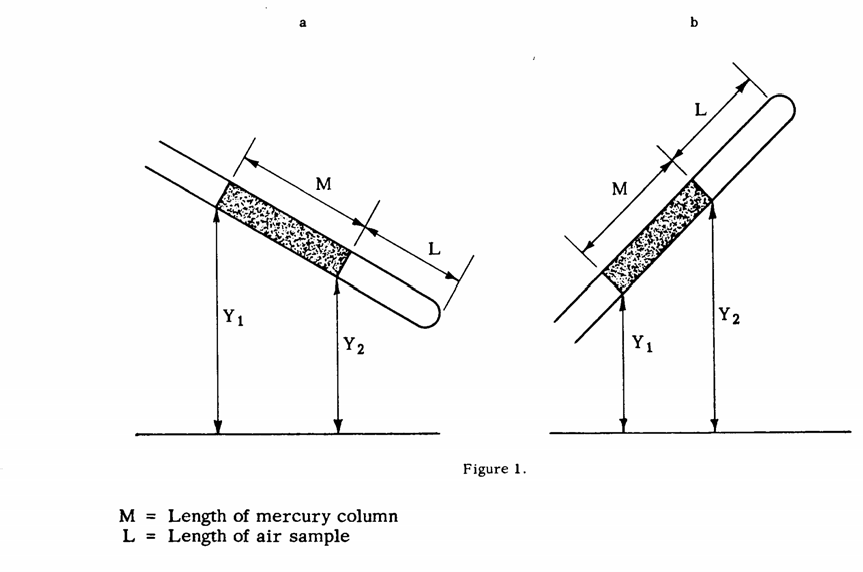 a
b
M
L
Y1
Y2
L
M
Y1
Y2
Figure 1.
M = Length of mercury column
L = Length of air sample